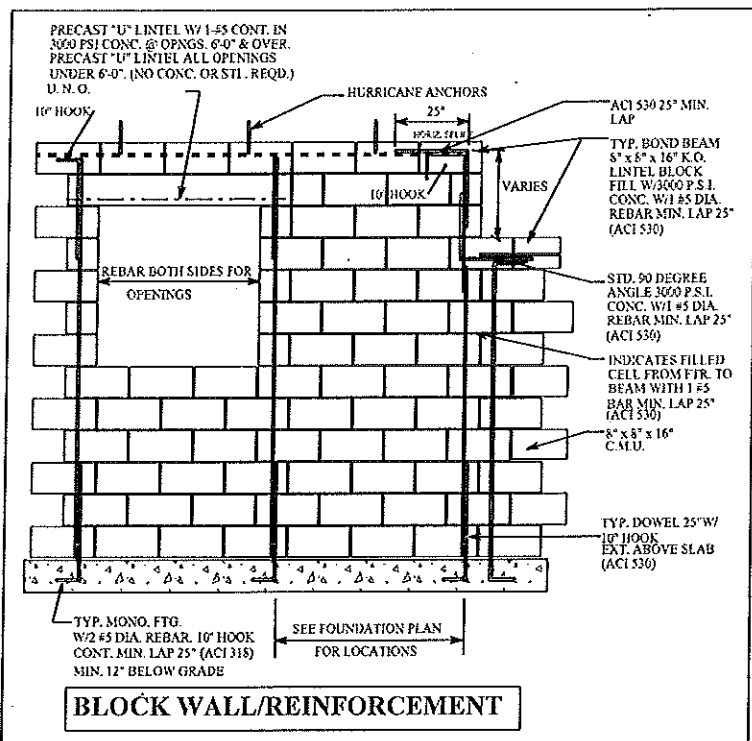 PRECAST "U" LINTEL W/ 1-#5 CONT. IN
3000 PSI CONC. @ OPNGS. 6'-0" & OVER.
PRECAST "U" LINTEL ALL OPENINGS
UNDER 6'-0". (NO CONC. OR STL. REQD.)
U. N. O.
10" HOOK
HURRICANE ANCHORS
25"
HORIZ. SPLICE
10" HOOK
ACI 530 25" MIN.
LAP
TYP. BOND BEAM
8" x 8" x 16" K.O.
LINTEL BLOCK
FILL W/3000 P.S.I.
CONC. W/1 #5 DIA.
REBAR MIN. LAP 25"
(ACI 530)
VARIES
REBAR BOTH SIDES FOR
OPENINGS
STD. 90 DEGREE
ANGLE 3000 P.S.I.
CONC. W/1 #5 DIA.
REBAR MIN. LAP 25"
(ACI 530)
INDICATES FILLED
CELL FROM FTR. TO
BEAM WITH 1 #5
BAR MIN. LAP 25"
(ACI 530)
8" x 8" x 16"
C.M.U.
TYP. DOWEL 25" W/
10" HOOK
EXT. ABOVE SLAB
(ACI 530)
TYP. MONO. FTG.
W/2 #5 DIA. REBAR. 10" HOOK
CONT. MIN. LAP 25" (ACI 318)
MIN. 12" BELOW GRADE
SEE FOUNDATION PLAN
FOR LOCATIONS
BLOCK WALL/REINFORCEMENT